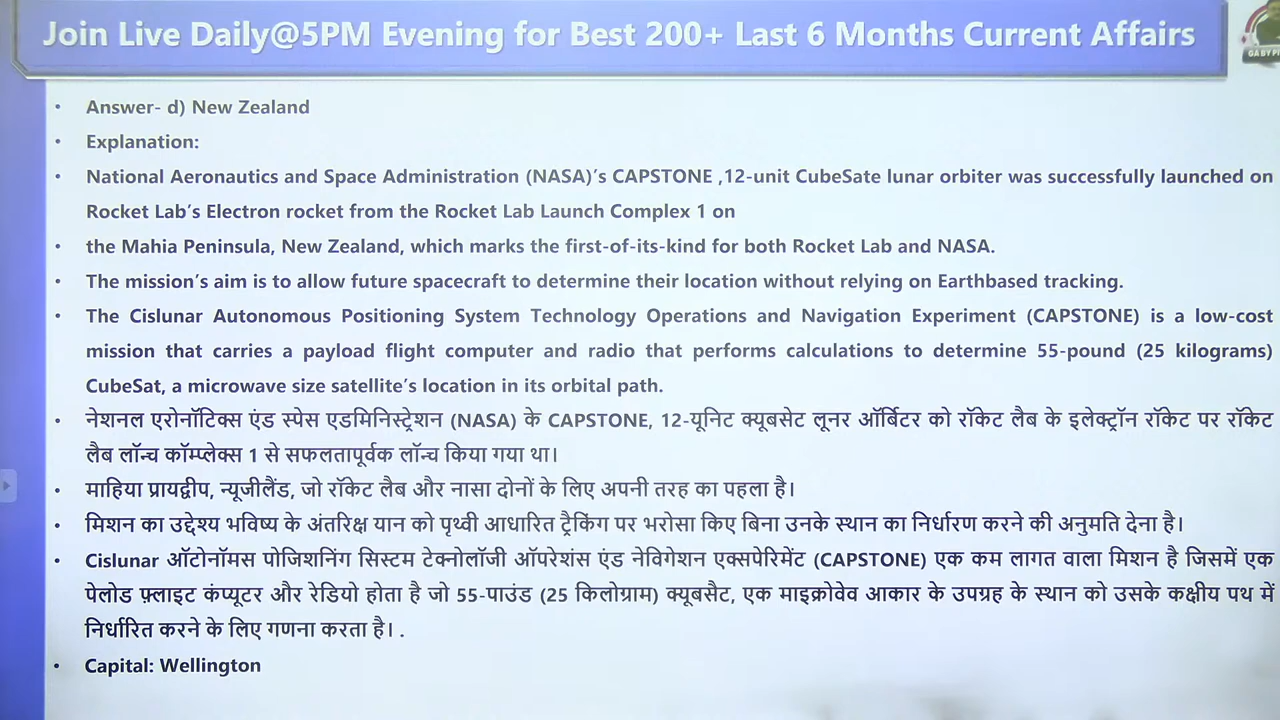 Join Live Daily@5PM Evening for Best 200+ Last 6 Months Current Affairs
• Answer- d) New Zealand
• Explanation:
• National Aeronautics and Space Administration (NASA)'s CAPSTONE ,12-unit CubeSate lunar orbiter was successfully launched on
Rocket Lab's Electron rocket from the Rocket Lab Launch Complex 1 on
• the Mahia Peninsula, New Zealand, which marks the first-of-its-kind for both Rocket Lab and NASA.
• The mission's aim is to allow future spacecraft to determine their location without relying on Earthbased tracking.
• The Cislunar Autonomous Positioning System Technology Operations and Navigation Experiment (CAPSTONE) is a low-cost
mission that carries a payload flight computer and radio that performs calculations to determine 55-pound (25 kilograms)
CubeSat, a microwave size satellite's location in its orbital path.
• नेशनल एरोनॉटिक्स एंड स्पेस एडमिनिस्ट्रेशन (NASA) के CAPSTONE, 12-यूनिट क्यूबसेट लूनर ऑर्बिटर को रॉकेट लैब के इलेक्ट्रॉन रॉकेट पर रॉकेट
लैब लॉन्च कॉम्प्लेक्स 1 से सफलतापूर्वक लॉन्च किया गया था।
• माहिया प्रायद्वीप, न्यूजीलैंड, जो रॉकेट लैब और नासा दोनों के लिए अपनी तरह का पहला है।
• मिशन का उद्देश्य भविष्य के अंतरिक्ष यान को पृथ्वी आधारित ट्रैकिंग पर भरोसा किए बिना उनके स्थान का निर्धारण करने की अनुमति देना है।
• Cislunar ऑटोनॉमस पोजिशनिंग सिस्टम टेक्नोलॉजी ऑपरेशंस एंड नेविगेशन एक्सपेरिमेंट (CAPSTONE) एक कम लागत वाला मिशन है जिसमें एक
पेलोड फ़्लाइट कंप्यूटर और रेडियो होता है जो 55-पाउंड (25 किलोग्राम) क्यूबसैट, एक माइक्रोवेव आकार के उपग्रह के स्थान को उसके कक्षीय पथ में
निर्धारित करने के लिए गणना करता है। .
• Capital: Wellington